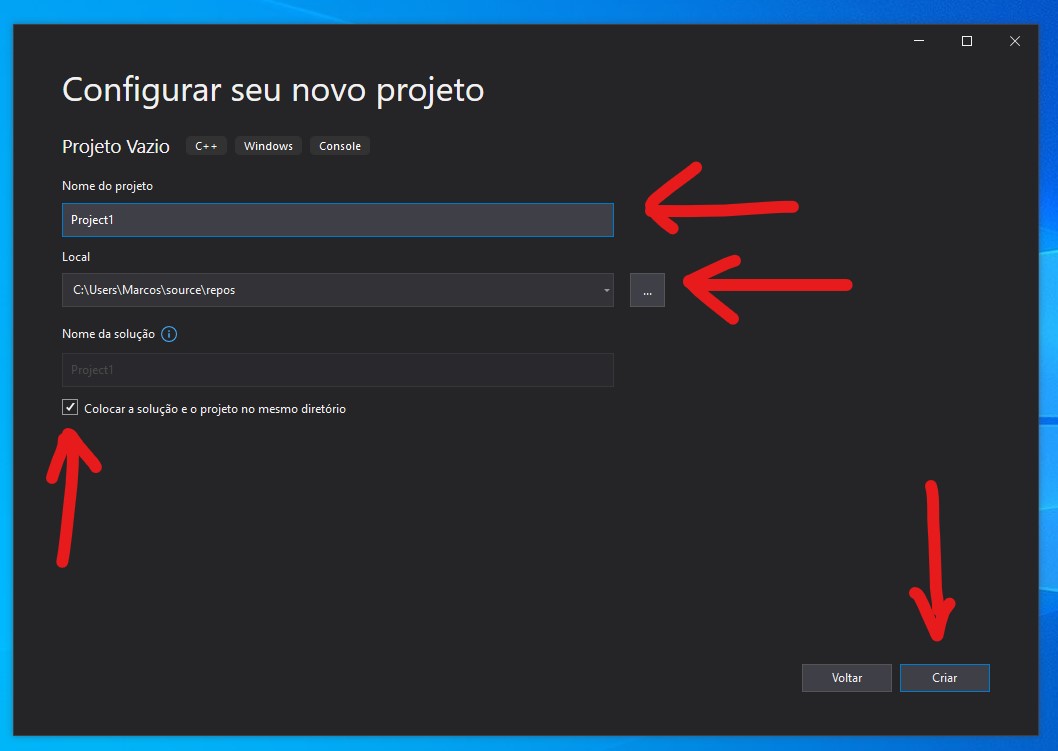 Configurar seu novo projeto
Projeto Vazio C++ Windows Console
Nome do projeto
Project1
Local
C:\Users\Marcos\source\repos
...
Nome da solução
Project1
Colocar a solução e o projeto no mesmo diretório
Voltar Criar